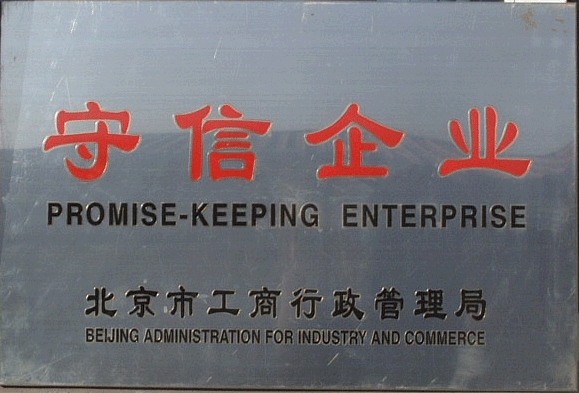 守信企业
PROMISE-KEEPING ENTERPRISE
北京市工商行政管理局
BEIJING ADMINISTRATION FOR INDUSTRY AND COMMERCE